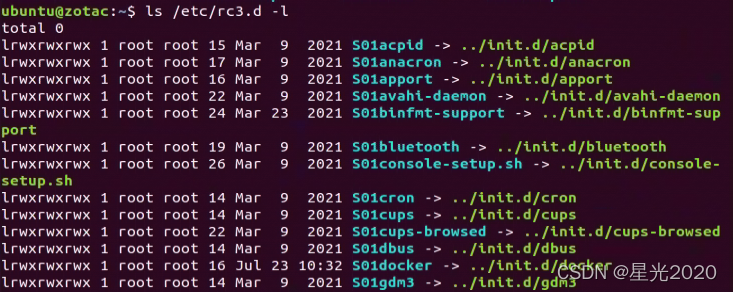 ubuntu@zotac:~$ ls /etc/rc3.d -l
total 0
lrwxrwxrwx 1 root root 15 Mar  9  2021 S01acpid -> ../init.d/acpid
lrwxrwxrwx 1 root root 17 Mar  9  2021 S01anacron -> ../init.d/anacron
lrwxrwxrwx 1 root root 16 Mar  9  2021 S01apport -> ../init.d/apport
lrwxrwxrwx 1 root root 22 Mar  9  2021 S01avahi-daemon -> ../init.d/avahi-daemon
lrwxrwxrwx 1 root root 24 Mar 23  2021 S01binfmt-support -> ../init.d/binfmt-sup
port
lrwxrwxrwx 1 root root 19 Mar  9  2021 S01bluetooth -> ../init.d/bluetooth
lrwxrwxrwx 1 root root 26 Mar  9  2021 S01console-setup.sh -> ../init.d/console-
setup.sh
lrwxrwxrwx 1 root root 14 Mar  9  2021 S01cron -> ../init.d/cron
lrwxrwxrwx 1 root root 14 Mar  9  2021 S01cups -> ../init.d/cups
lrwxrwxrwx 1 root root 22 Mar  9  2021 S01cups-browsed -> ../init.d/cups-browsed
lrwxrwxrwx 1 root root 14 Mar  9  2021 S01dbus -> ../init.d/dbus
lrwxrwxrwx 1 root root 16 Jul 23 10:32 S01docker -> ../init.d/docker
lrwxrwxrwx 1 root root 14 Mar  9  2021 S01gdm3 -> ../init.d/gdm3
CSDN @星光2020